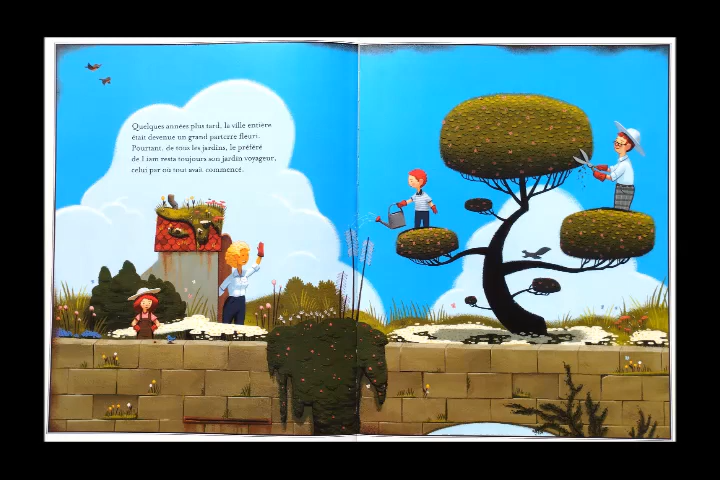 Quelques années plus tard, la ville entière
était devenue un grand parterre fleuri.
Pourtant, de tous les jardins, le préféré
de Liam resta toujours son jardin voyageur,
celui par où tout avait commencé.